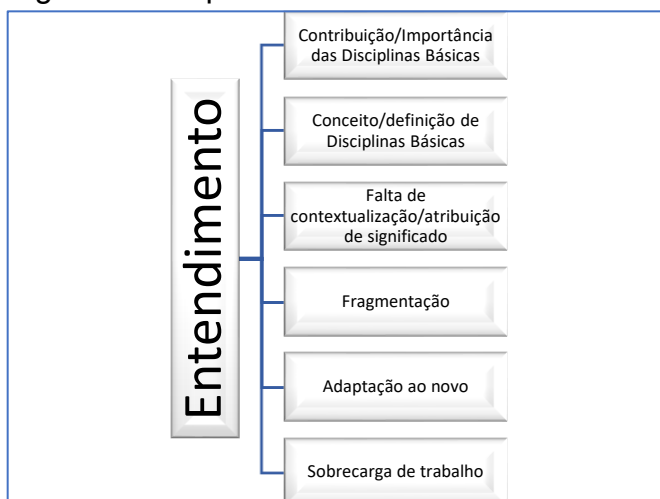 Entendimento
Contribuição/Importância
das Disciplinas Básicas
Conceito/definição de
Disciplinas Básicas
Falta de
contextualização/atribuição
de significado
Fragmentação
Adaptação ao novo
Sobrecarga de trabalho